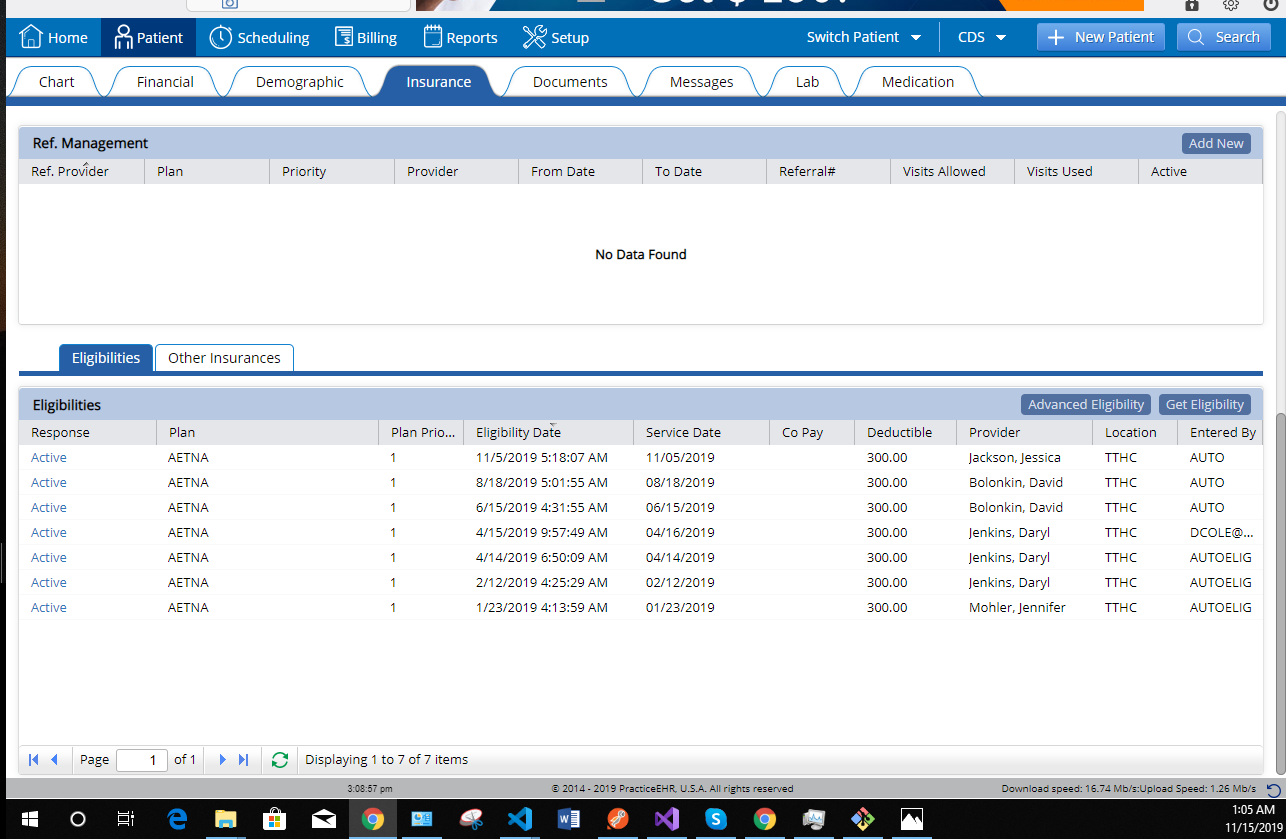 Home Patient Scheduling Billing Reports Setup Switch Patient CDS New Patient Search
Chart Financial Demographic Insurance Documents Messages Lab Medication
Ref. Management Add New
Ref. Provider Plan Priority Provider From Date To Date Referral# Visits Allowed Visits Used Active
No Data Found
Eligibilities Other Insurances
Eligibilities Advanced Eligibility Get Eligibility
Response Plan Plan Prio... Eligibility Date Service Date Co Pay Deductible Provider Location Entered By
Active AETNA 1 11/5/2019 5:18:07 AM 11/05/2019 300.00 Jackson, Jessica TTHC AUTO
Active AETNA 1 8/18/2019 5:01:55 AM 08/18/2019 300.00 Bolonkin, David TTHC AUTO
Active AETNA 1 6/15/2019 4:31:55 AM 06/15/2019 300.00 Bolonkin, David TTHC AUTO
Active AETNA 1 4/15/2019 9:57:49 AM 04/16/2019 300.00 Jenkins, Daryl TTHC DCOLE@...
Active AETNA 1 4/14/2019 6:50:09 AM 04/14/2019 300.00 Jenkins, Daryl TTHC AUTOELIG
Active AETNA 1 2/12/2019 4:25:29 AM 02/12/2019 300.00 Jenkins, Daryl TTHC AUTOELIG
Active AETNA 1 1/23/2019 4:13:59 AM 01/23/2019 300.00 Mohler, Jennifer TTHC AUTOELIG
Page 1 of 1 Displaying 1 to 7 of 7 items
3:08:57 pm © 2014 - 2019 PracticeEHR, U.S.A. All rights reserved Download speed: 16.74 Mb/s:Upload Speed: 1.26 Mb/s
1:05 AM
11/15/2019